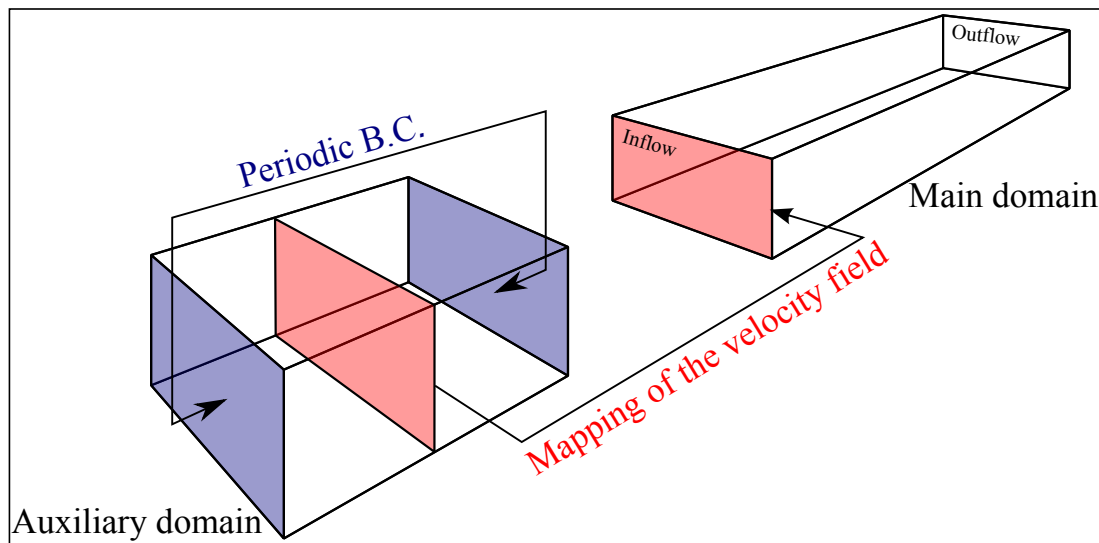 Outflow
Inflow
Periodic B.C.
Main domain
Mapping of the velocity field
Auxiliary domain